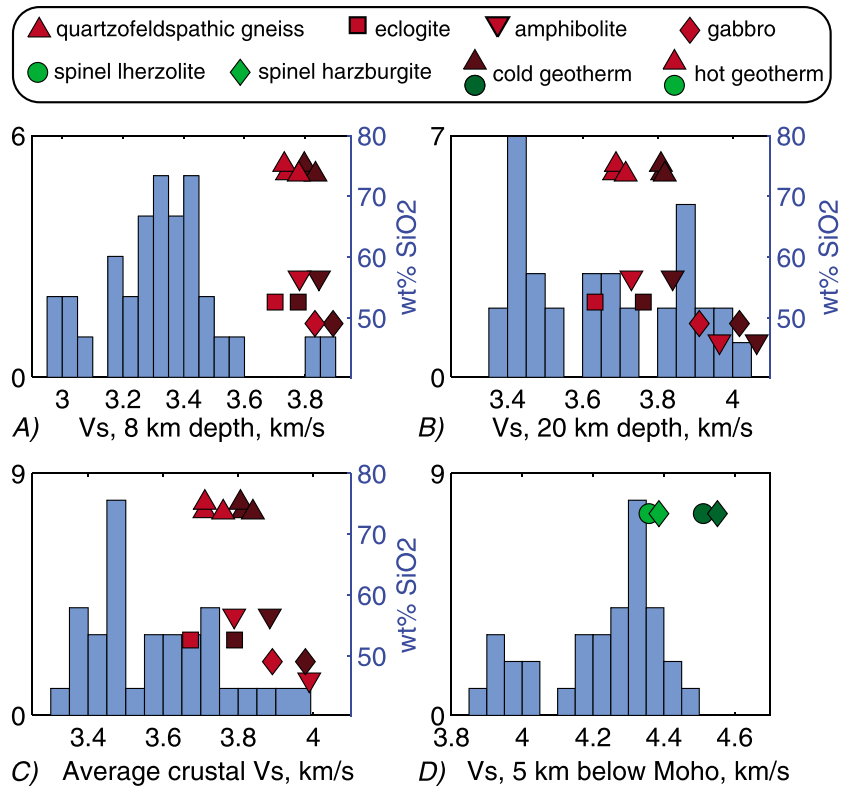 quartzofeldspathic gneiss eclogite amphibolite gabbro
spinel lherzolite spinel harzburgite cold geotherm hot geotherm
6 80 7 80
70 70
60 60
50 50
wt% SiO2 wt% SiO2
0 0
3 3.2 3.4 3.6 3.8 3.4 3.6 3.8 4
A) Vs, 8 km depth, km/s B) Vs, 20 km depth, km/s
9 80 9
70
60
50
wt% SiO2
0 0
3.4 3.6 3.8 4 3.8 4 4.2 4.4 4.6
C) Average crustal Vs, km/s D) Vs, 5 km below Moho, km/s